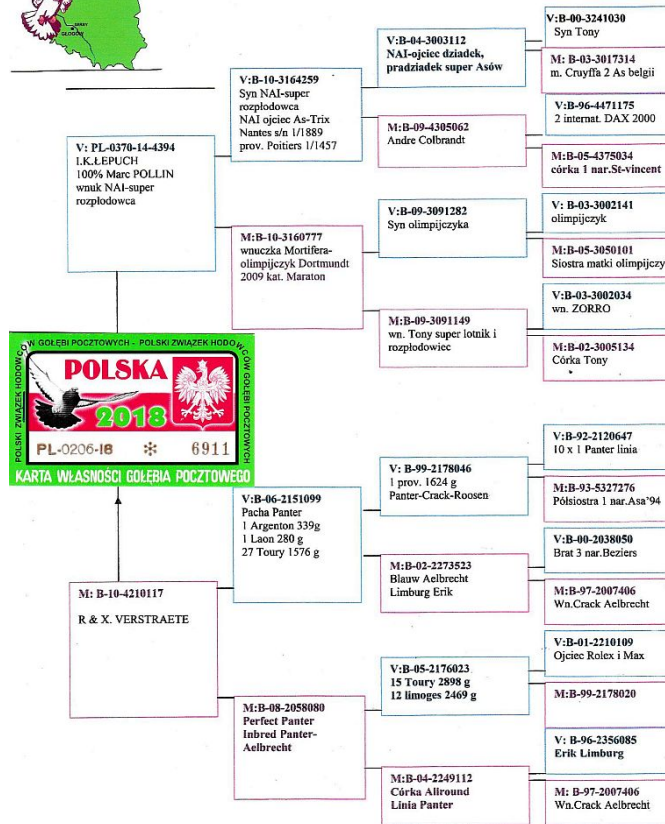 GŁOGÓW
V: PL-0370-14-4394
I.K.ŁEPUCH
100% Marc POLLIN
wnuk NAI-super
rozpłodowca
V:B-10-3164259
Syn NAI-super
rozpłodowca
NAI ojciec As-Trix
Nantes s/n 1/1889
prov. Poitiers 1/1457
M:B-10-3160777
wnuczka Mortifera-
olimpijczyk Dortmundt
2009 kat. Maraton
V:B-04-3003112
NAI-ojciec dziadek,
pradziadek super Asów
M:B-09-4305062
Andre Colbrandt
V:B-09-3091282
Syn olimpijczyka
M:B-09-3091149
wn. Tony super lotnik i
rozpłodowiec
V:B-00-3241030
Syn Tony
M: B-03-3017314
m. Cruyffa 2 As belgii
V:B-96-4471175
2 internat. DAX 2000
M:B-05-4375034
córka 1 nar.St-vincent
V: B-03-3002141
olimpijczyk
M:B-05-3050101
Siostra matki olimpijczy
V:B-03-3002034
wn. ZORRO
M:B-02-3005134
Córka Tony
POLSKI ZWIĄZEK HODOWCÓW GOŁĘBI POCZTOWYCH - POLSKI ZWIĄZEK HODOWCÓW GOŁĘBI POCZTOWYCH
POLSKA
2018
PL-0206-18 6911
KARTA WŁASNOŚCI GOŁĘBIA POCZTOWEGO
M: B-10-4210117
R & X. VERSTRAETE
V:B-06-2151099
Pacha Panter
1 Argenton 339g
1 Laon 280 g
27 Toury 1576 g
M:B-08-2058080
Perfect Panter
Inbred Panter-
Aelbrecht
V: B-99-2178046
1 prov. 1624 g
Panter-Crack-Roosen
M:B-02-2273523
Blauw Aelbrecht
Limburg Erik
V:B-05-2176023
15 Toury 2898 g
12 limoges 2469 g
M:B-04-2249112
Córka Allround
Linia Panter
V:B-92-2120647
10 x 1 Panter linia
M:B-93-5327276
Półsiostra 1 nar.Asa'94
V:B-00-2038050
Brat 3 nar.Beziers
M:B-97-2007406
Wn.Crack Aelbrecht
V:B-01-2210109
Ojciec Rolex i Max
M:B-99-2178020
V: B-96-2356085
Erik Limburg
M: B-97-2007406
Wn.Crack Aelbrecht